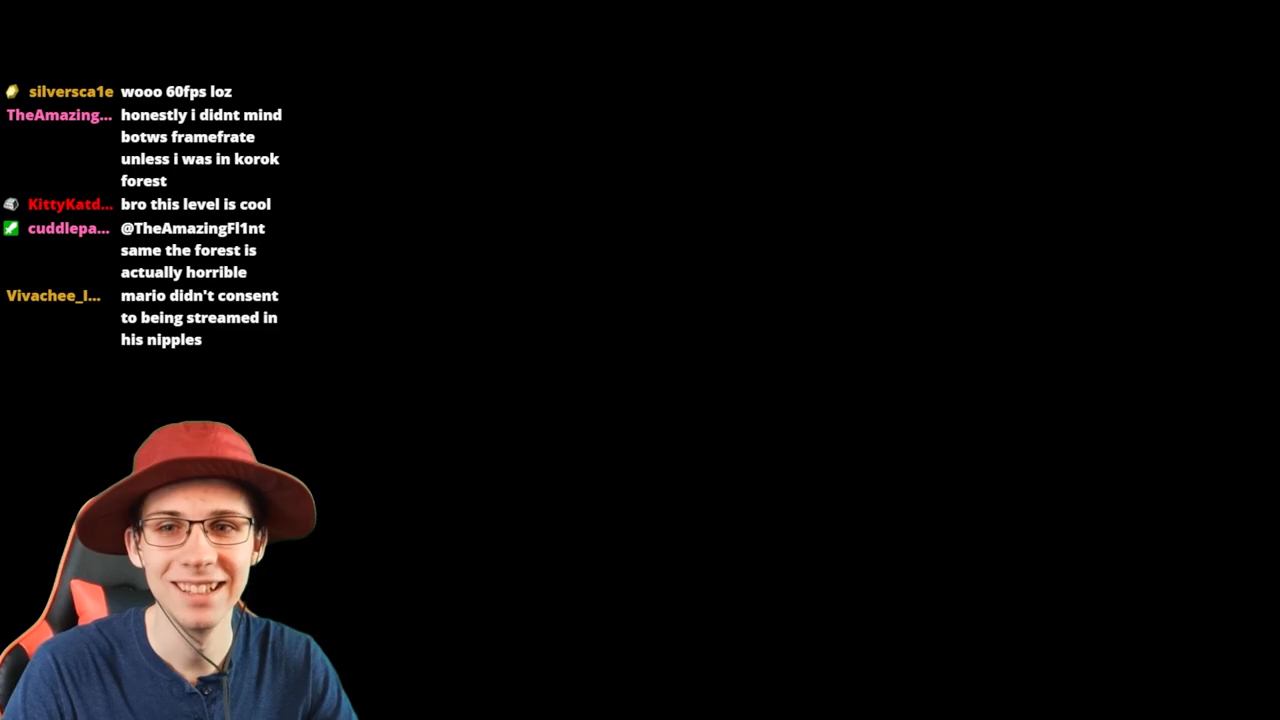 silversca1e wooo 60fps loz
TheAmazing... honestly i didnt mind
botws framefrate
unless i was in korok
forest
KittyKatd... bro this level is cool
cuddlepa... @TheAmazingFl1nt
same the forest is
actually horrible
Vivachee_I... mario didn't consent
to being streamed in
his nipples